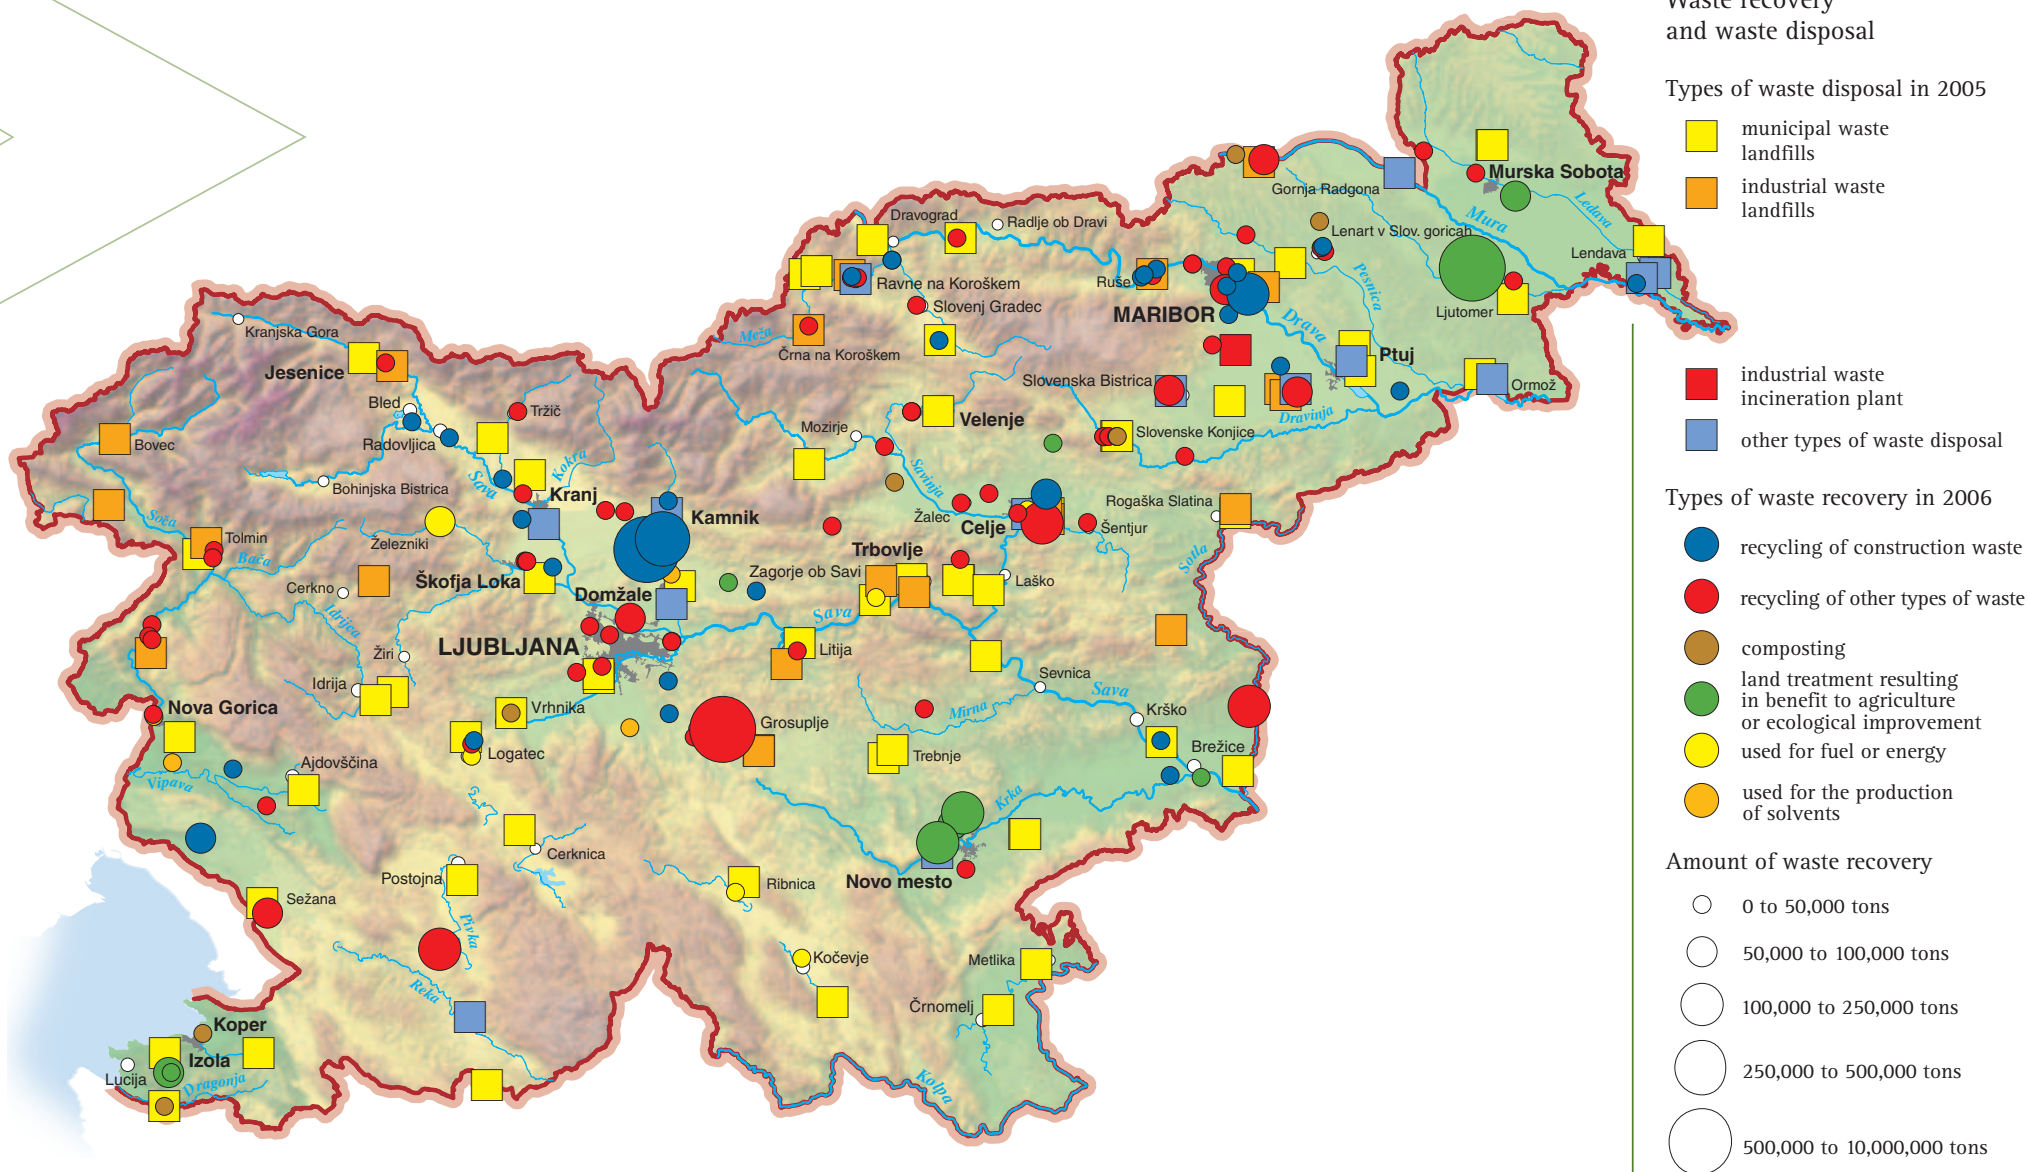 Waste recovery
and waste disposal
Types of waste disposal in 2005
municipal waste
landfills
industrial waste
landfills
industrial waste
incineration plant
other types of waste disposal
Types of waste recovery in 2006
recycling of construction waste
recycling of other types of waste
composting
land treatment resulting
in benefit to agriculture
or ecological improvement
used for fuel or energy
used for the production
of solvents
Amount of waste recovery
0 to 50,000 tons
50,000 to 100,000 tons
100,000 to 250,000 tons
250,000 to 500,000 tons
500,000 to 10,000,000 tons
Murska Sobota
Gornja Radgona
Ledava
Mura
Lenart v Slov. goricah
Lendava
Dravograd
Radlje ob Dravi
Ravne na Koroškem
Ruše
Pesnica
Slovenj Gradec
MARIBOR
Ljutomer
Drava
Kranjska Gora
Meža
Črna na Koroškem
Jesenice
Ptuj
Slovenska Bistrica
Ormož
Bled
Tržič
Dravinja
Velenje
Mozirje
Radovljica
Slovenske Konjice
Bovec
Kokra
Savinja
Bohinjska Bistrica
Sava
Kranj
Rogaška Slatina
Soča
Kamnik
Žalec
Celje
Šentjur
Tolmin
Železniki
Trbovlje
Bača
Sotla
Zagorje ob Savi
Škofja Loka
Laško
Cerkno
Domžale
Idrijca
Sava
LJUBLJANA
Litija
Žiri
Sevnica
Idrija
Sava
Nova Gorica
Vrhnika
Mirna
Krško
Grosuplje
Logatec
Trebnje
Brežice
Ajdovščina
Vipava
Krka
Cerknica
Postojna
Ribnica
Novo mesto
Sežana
Pivka
Kočevje
Metlika
Reka
Črnomelj
Koper
Izola
Lucija
Dragonja
Kolpa